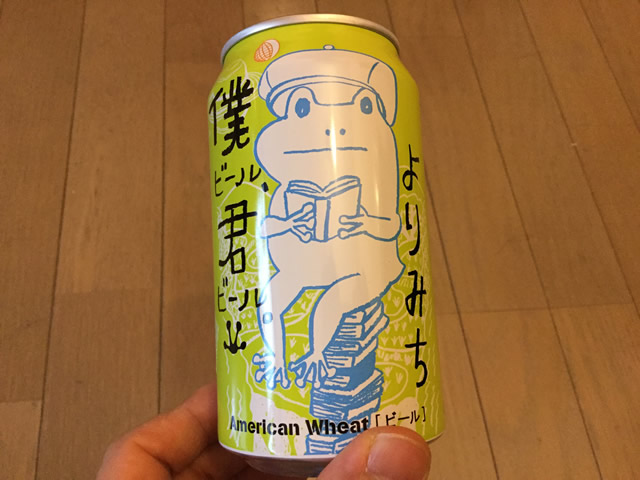 僕
ビール、
君
ビール。
よりみち
American Wheat [ビール]